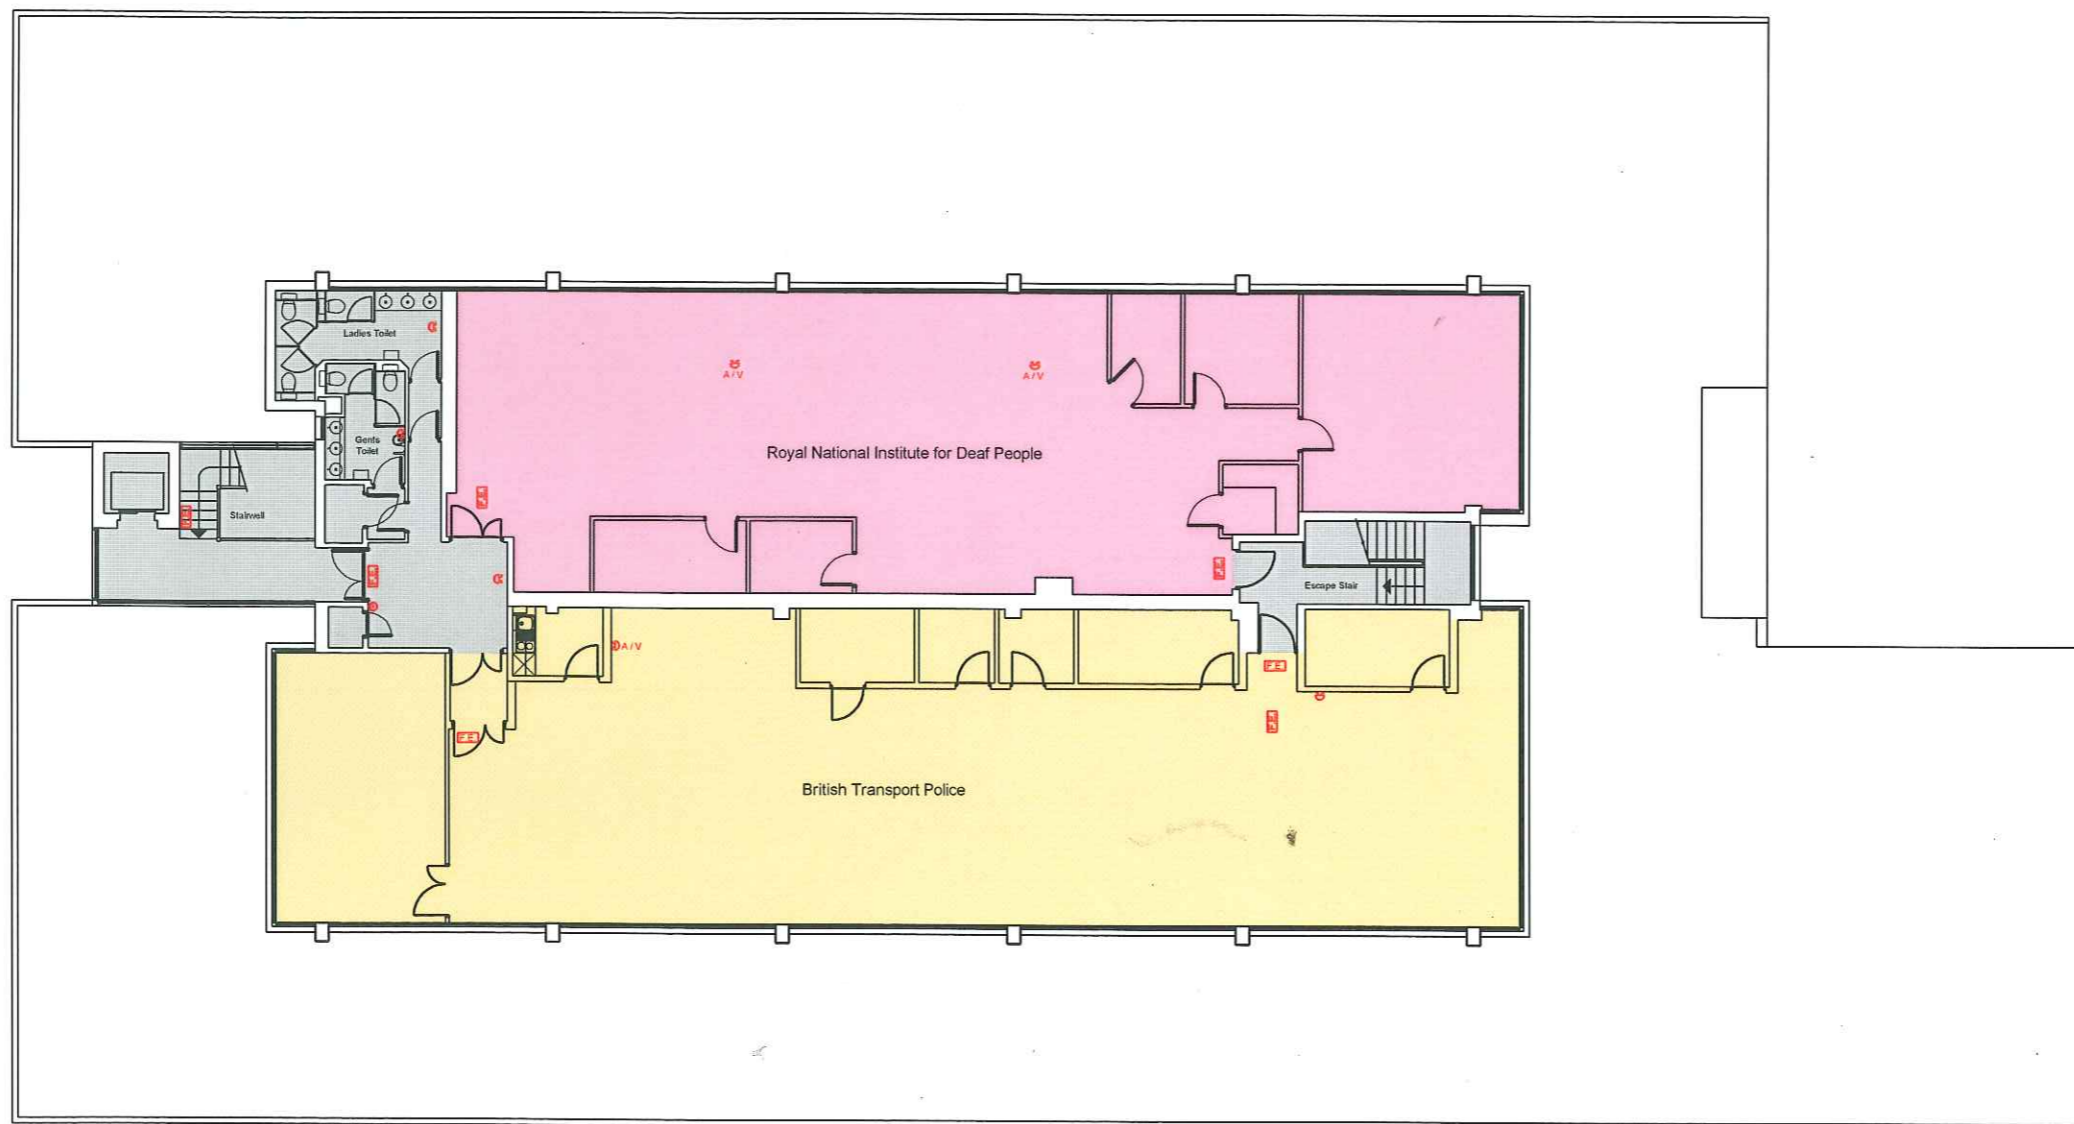 Ladies Toilet
A / V
A / V
Gents
Toilet
Royal National Institute for Deaf People
Stairwell
Escape Stair
A / V
F.E.
F.E.
British Transport Police